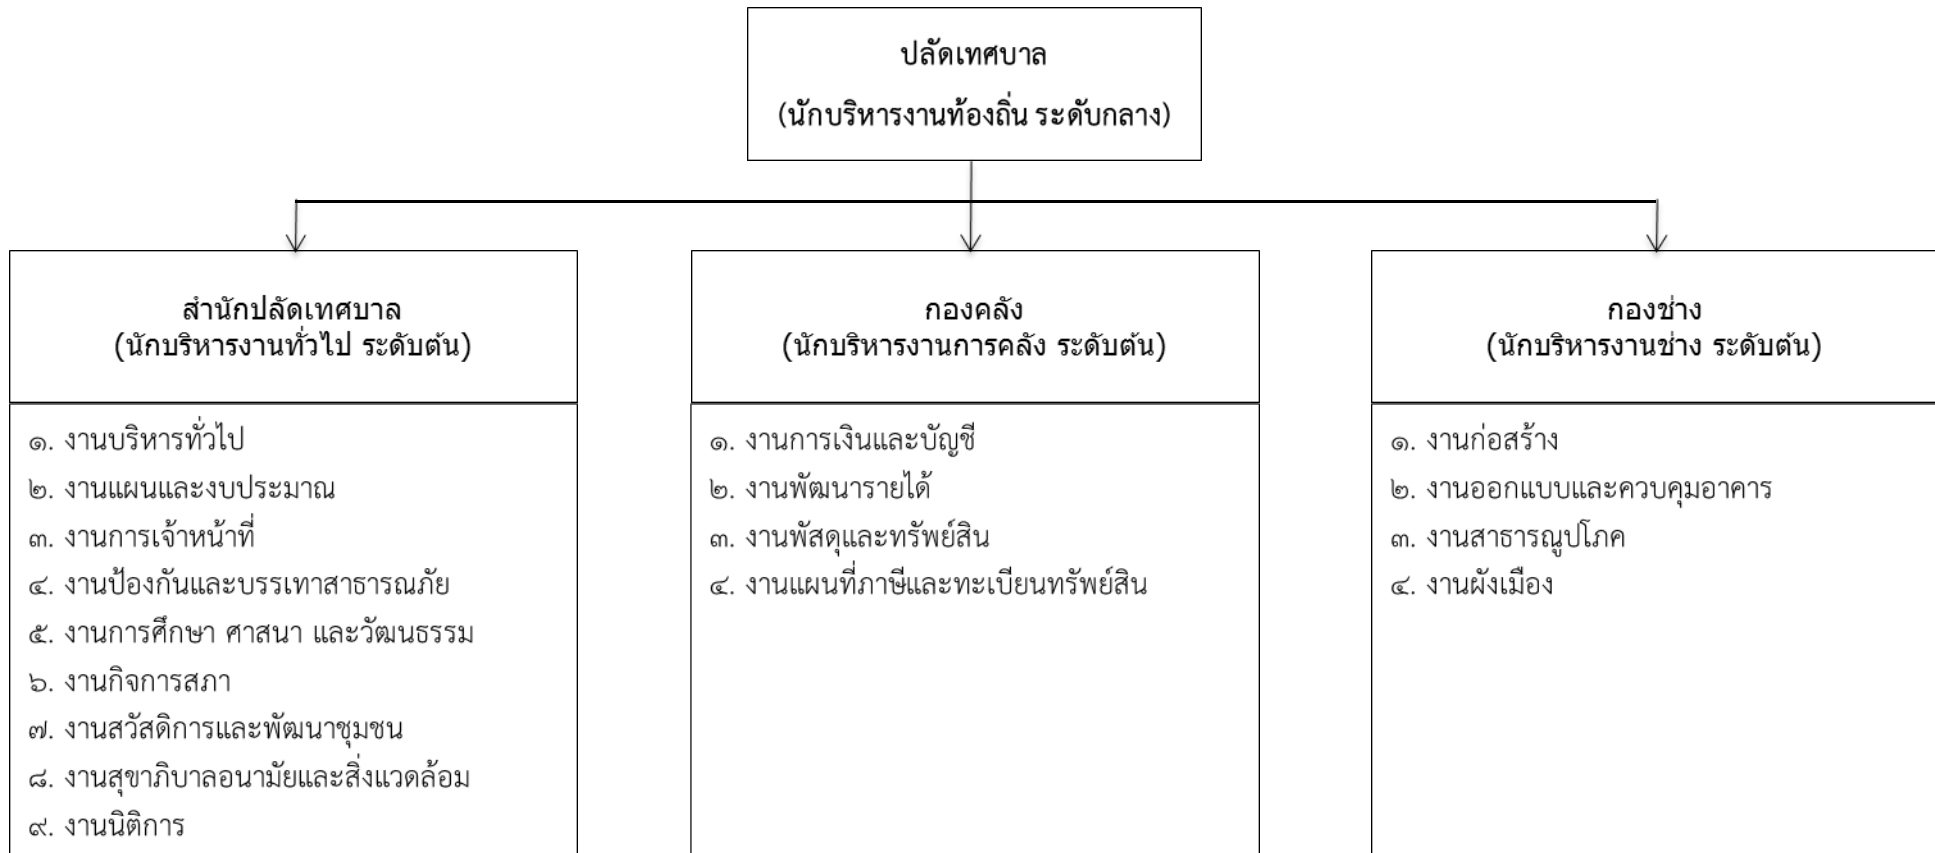 ปลัดเทศบาล
(นักบริหารงานท้องถิ่น ระดับกลาง)
สำนักปลัดเทศบาล
(นักบริหารงานทั่วไป ระดับต้น)
๑. งานบริหารทั่วไป
๒. งานแผนและงบประมาณ
๓. งานการเจ้าหน้าที่
๔. งานป้องกันและบรรเทาสาธารณภัย
๕. งานการศึกษา ศาสนา และวัฒนธรรม
๖. งานกิจการสภา
๗. งานสวัสดิการและพัฒนาชุมชน
๘. งานสุขาภิบาลอนามัยและสิ่งแวดล้อม
๙. งานนิติการ
กองคลัง
(นักบริหารงานการคลัง ระดับต้น)
๑. งานการเงินและบัญชี
๒. งานพัฒนารายได้
๓. งานพัสดุและทรัพย์สิน
๔. งานแผนที่ภาษีและทะเบียนทรัพย์สิน
กองช่าง
(นักบริหารงานช่าง ระดับต้น)
๑. งานก่อสร้าง
๒. งานออกแบบและควบคุมอาคาร
๓. งานสาธารณูปโภค
๔. งานผังเมือง